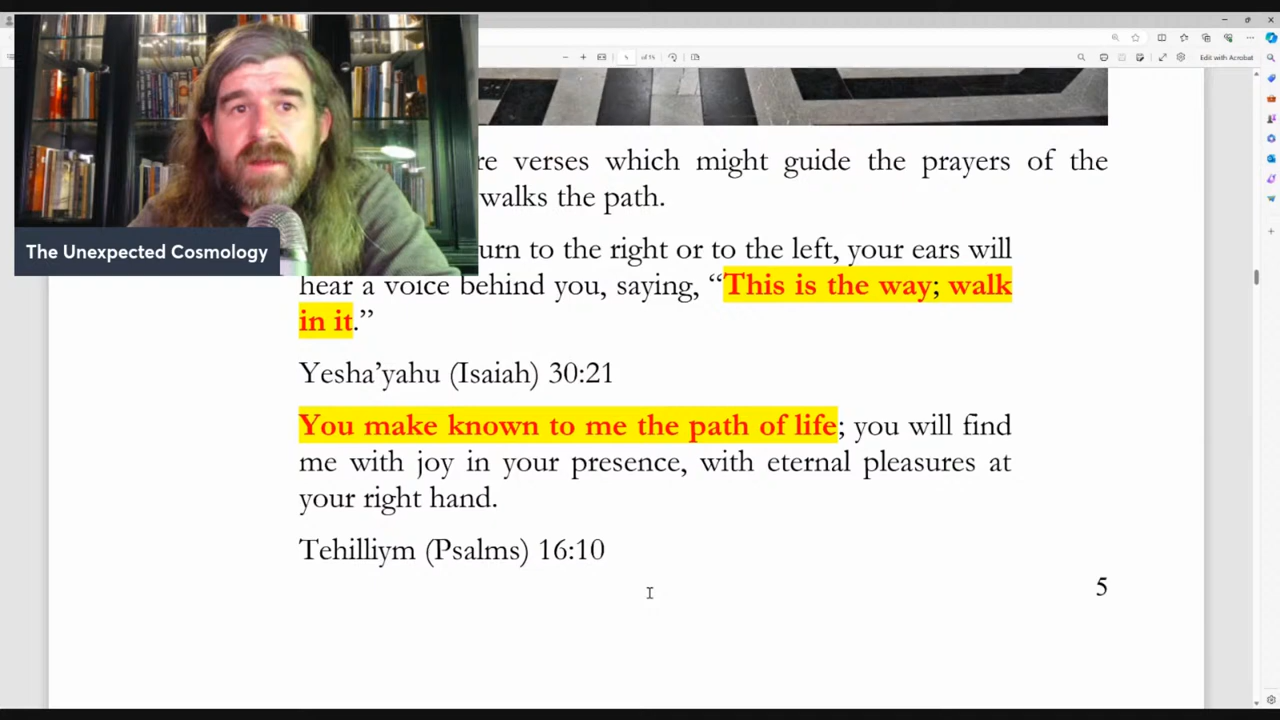 of 15
Edit with Acrobat
re verses which might guide the prayers of the
walks the path.
The Unexpected Cosmology
urn to the right or to the left, your ears will
hear a voice behind you, saying, “This is the way; walk
in it.”
Yesha’yahu (Isaiah) 30:21
You make known to me the path of life; you will find
me with joy in your presence, with eternal pleasures at
your right hand.
Tehilliym (Psalms) 16:10
5